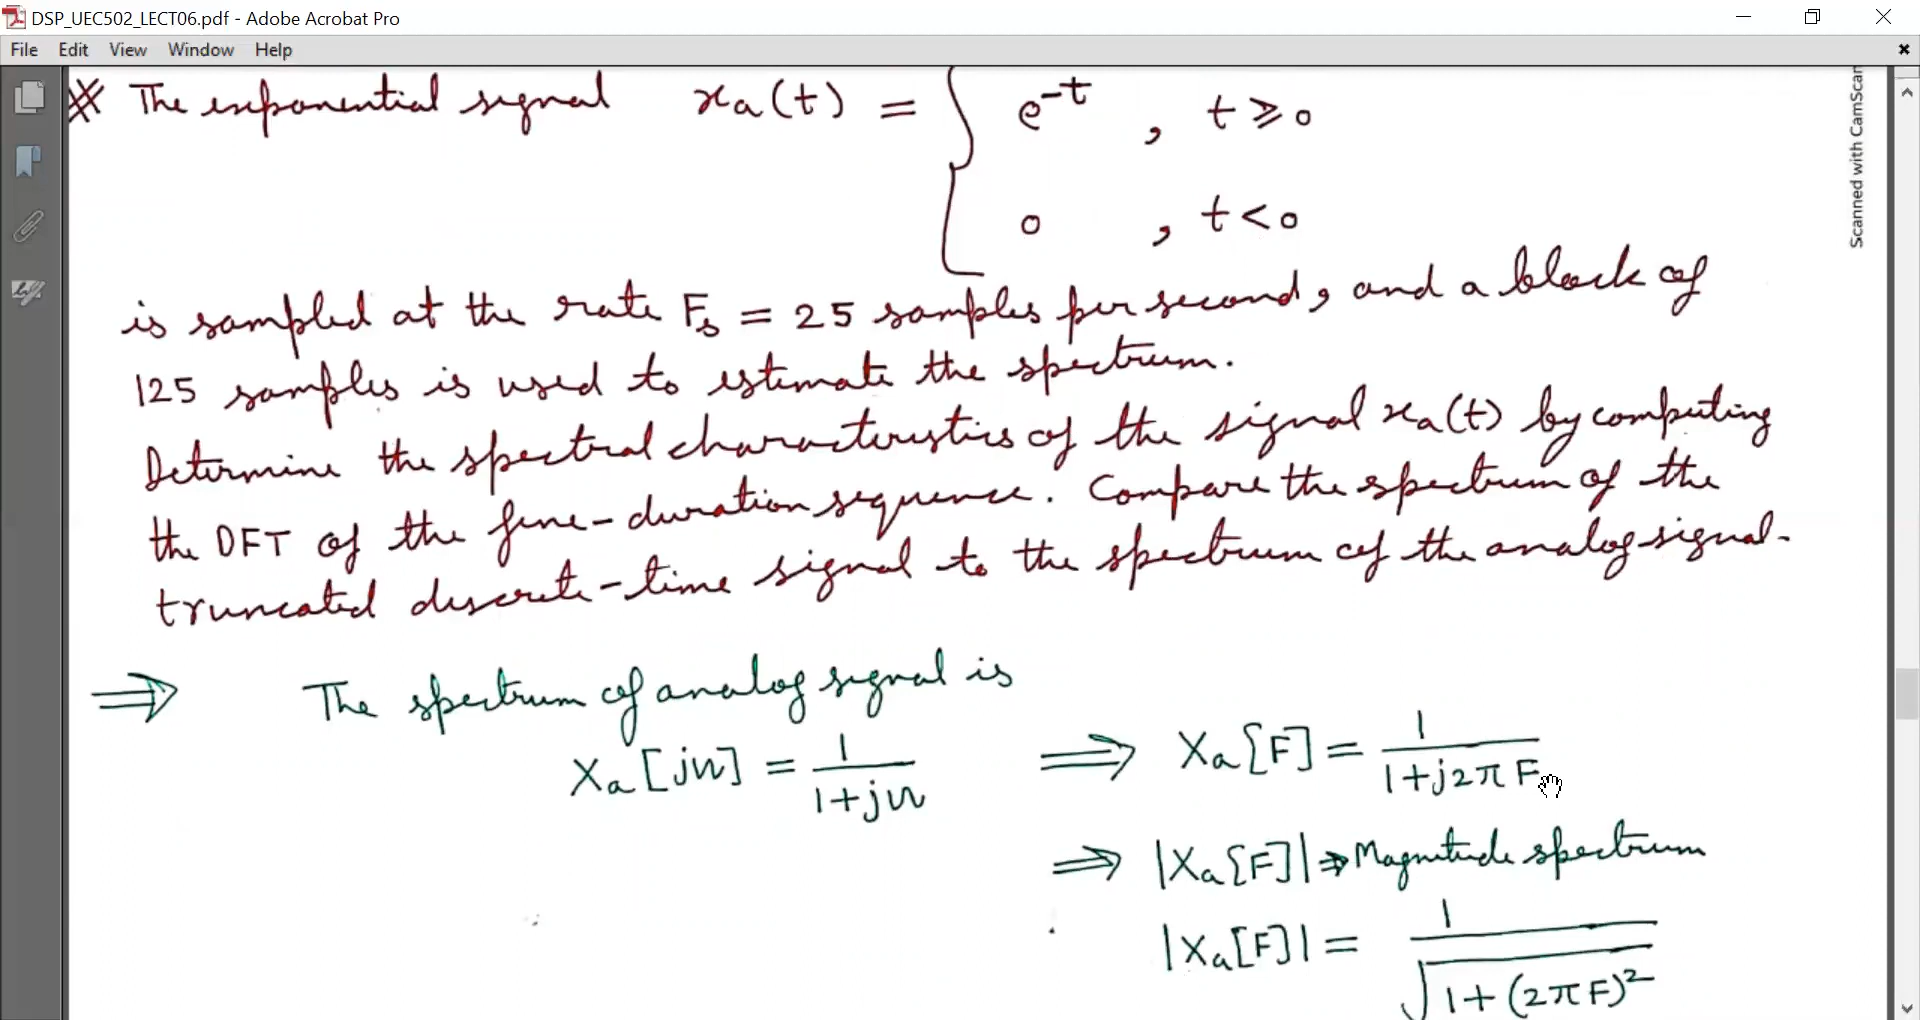 DSP_UEC502_LECT06.pdf - Adobe Acrobat Pro
File Edit View Window Help
※ The exponential signal xa(t) = { e^-t , t ⩾ 0
0 , t < 0
is sampled at the rate Fs = 25 samples per second, and a block of
125 samples is used to estimate the spectrum.
Determine the spectral characteristics of the signal xa(t) by computing
the DFT of the fine-duration sequence. Compare the spectrum of the
truncated discrete-time signal to the spectrum of the analog signal.
⇒ The spectrum of analog signal is
Xa[jΩ] = 1/(1+jΩ) ⇒ Xa[F] = 1/(1+j2πF)
⇒ |Xa[F]| → Magnitude spectrum
|Xa[F]| = 1/√(1+(2πF)²)
Scanned with CamScan